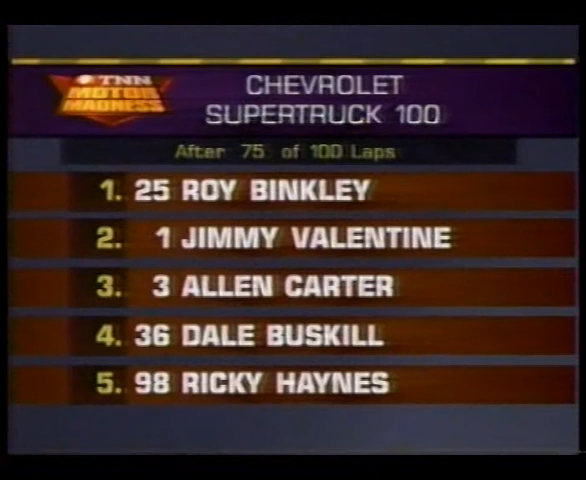 TNN
MOTOR
MADNESS
CHEVROLET
SUPERTRUCK 100
After 75 of 100 Laps
1. 25 ROY BINKLEY
2. 1 JIMMY VALENTINE
3. 3 ALLEN CARTER
4. 36 DALE BUSKILL
5. 98 RICKY HAYNES